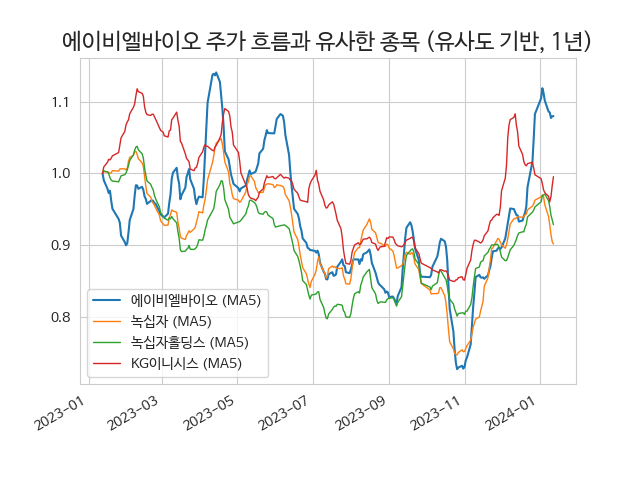 에이비엘바이오 주가 흐름과 유사한 종목 (유사도 기반, 1년)
1.1
1.0
0.9
0.8
에이비엘바이오 (MA5)
녹십자 (MA5)
녹십자홀딩스 (MA5)
KG이니시스 (MA5)
2023-01
2023-03
2023-05
2023-07
2023-09
2023-11
2024-01